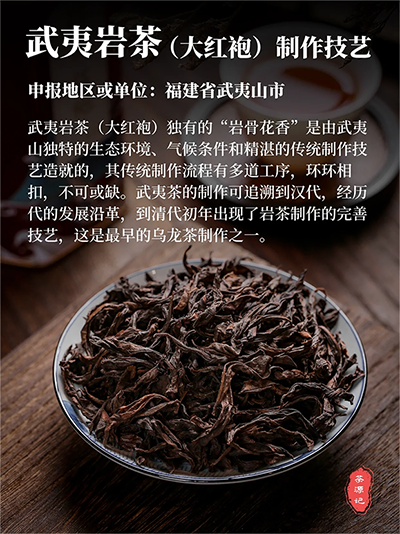 武夷岩茶（大红袍）制作技艺
申报地区或单位：福建省武夷山市
武夷岩茶（大红袍）独有的“岩骨花香”是由武夷
山独特的生态环境、气候条件和精湛的传统制作技
艺造就的，其传统制作流程有多道工序，环环相
扣，不可或缺。武夷茶的制作可追溯到汉代，经历
代的发展沿革，到清代初年出现了岩茶制作的完善
技艺，这是最早的乌龙茶制作之一。
茶源记